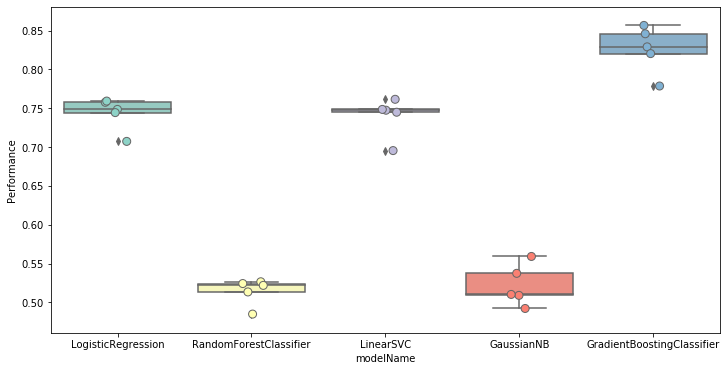 0.85
0.80
0.75
0.70
0.65
0.60
0.55
0.50
Performance
LogisticRegression
RandomForestClassifier
LinearSVC
GaussianNB
GradientBoostingClassifier
modelName